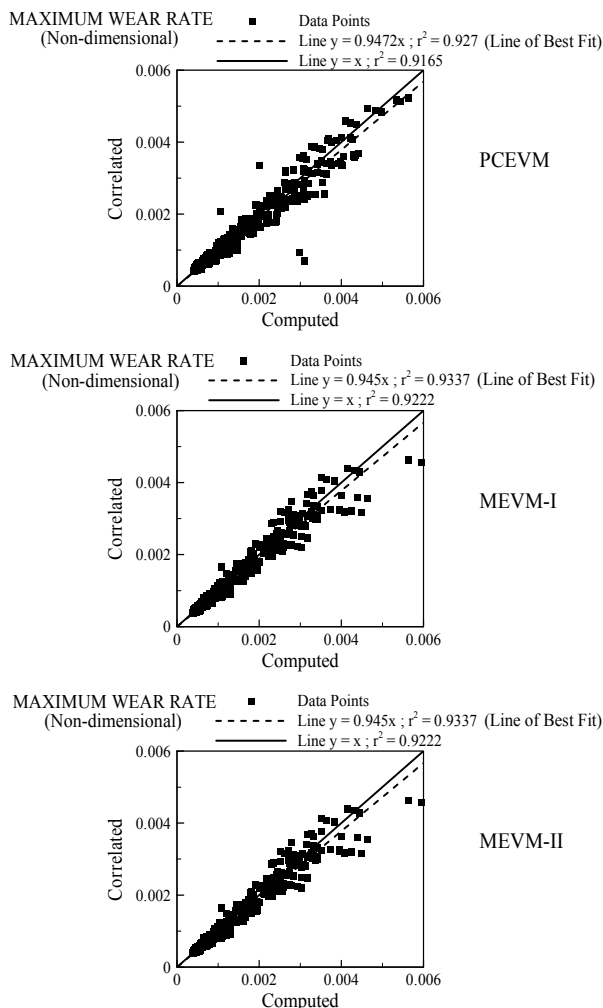 MAXIMUM WEAR RATE ■ Data Points
(Non-dimensional) Line y = 0.9472x ; r² = 0.927 (Line of Best Fit)
Line y = x ; r² = 0.9165
0.006
0.004
0.002
0
Correlated
0 0.002 0.004 0.006
Computed
PCEVM
MAXIMUM WEAR RATE ■ Data Points
(Non-dimensional) Line y = 0.945x ; r² = 0.9337 (Line of Best Fit)
Line y = x ; r² = 0.9222
0.006
0.004
0.002
0
Correlated
0 0.002 0.004 0.006
Computed
MEVM-I
MAXIMUM WEAR RATE ■ Data Points
(Non-dimensional) Line y = 0.945x ; r² = 0.9337 (Line of Best Fit)
Line y = x ; r² = 0.9222
0.006
0.004
0.002
0
Correlated
0 0.002 0.004 0.006
Computed
MEVM-II